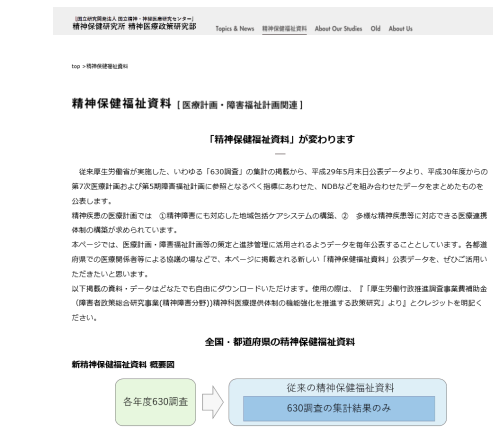 [国立研究開発法人 国立精神・神経医療研究センター]
精神保健研究所 精神医療政策研究部
Topics & News 精神保健福祉資料 About Our Studies Old About Us
top >精神保健福祉資料
精神保健福祉資料 [ 医療計画・障害福祉計画関連 ]
「精神保健福祉資料」が変わります
従来厚生労働省が実施した、いわゆる「630調査」の集計の掲載から、平成29年5月末日公表データより、平成30年度からの
第7次医療計画および第5期障害福祉計画に参照となるべく指標にあわせた、NDBなどを組み合わせたデータをまとめたものを
公表します。
精神疾患の医療計画では ①精神障害にも対応した地域包括ケアシステムの構築、② 多様な精神疾患等に対応できる医療連携
体制の構築が求められています。
本ページでは、医療計画・障害福祉計画等の策定と進捗管理に活用されるようデータを毎年公表することとしています。各都道
府県での医療関係者等による協議の場などで、本ページに掲載される新しい「精神保健福祉資料」公表データを、ぜひご活用い
ただきたいと思います。
以下掲載の資料・データはどなたでも自由にダウンロードいただけます。使用の際は、『「厚生労働行政推進調査事業費補助金
（障害者政策総合研究事業(精神障害分野))精神科医療提供体制の機能強化を推進する政策研究」より』とクレジットを明記く
ださい。
全国・都道府県の精神保健福祉資料
新精神保健福祉資料 概要図
各年度630調査
従来の精神保健福祉資料
630調査の集計結果のみ